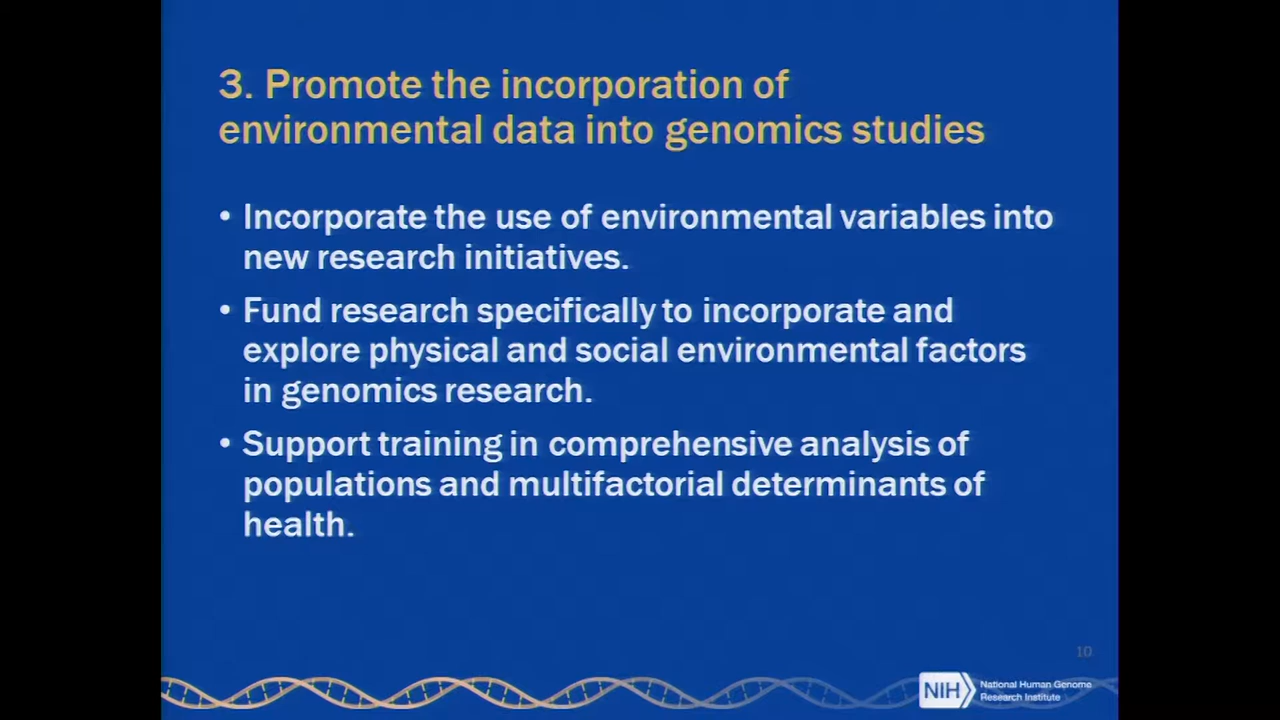 3. Promote the incorporation of
environmental data into genomics studies
• Incorporate the use of environmental variables into
new research initiatives.
• Fund research specifically to incorporate and
explore physical and social environmental factors
in genomics research.
• Support training in comprehensive analysis of
populations and multifactorial determinants of
health.
10
NIH
National Human Genome
Research Institute